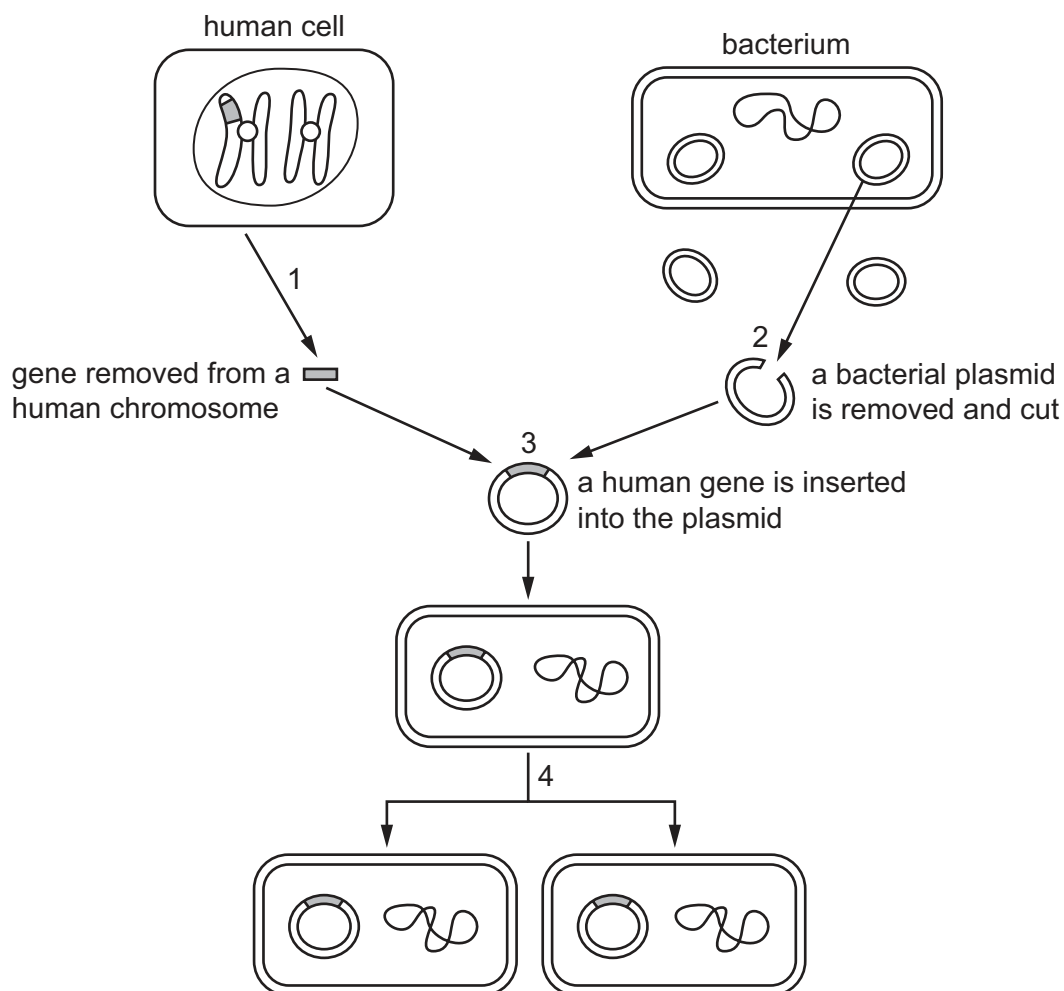 human cell
bacterium
1
2
gene removed from a
human chromosome
a bacterial plasmid
is removed and cut
3
a human gene is inserted
into the plasmid
4